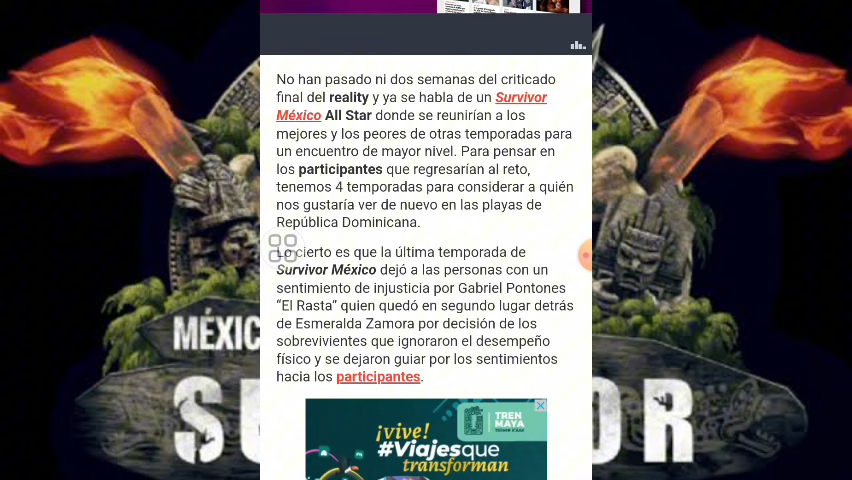 No han pasado ni dos semanas del criticado
final del reality y ya se habla de un Survivor
México All Star donde se reunirían a los
mejores y los peores de otras temporadas para
un encuentro de mayor nivel. Para pensar en
los participantes que regresarían al reto,
tenemos 4 temporadas para considerar a quién
nos gustaría ver de nuevo en las playas de
República Dominicana.
Lo cierto es que la última temporada de
Survivor México dejó a las personas con un
sentimiento de injusticia por Gabriel Pontones
“El Rasta” quien quedó en segundo lugar detrás
de Esmeralda Zamora por decisión de los
sobrevivientes que ignoraron el desempeño
físico y se dejaron guiar por los sentimientos
hacia los participantes.
MÉXIC
S OR
TREN
MAYA
¡vive!
#Viajesque
transforman